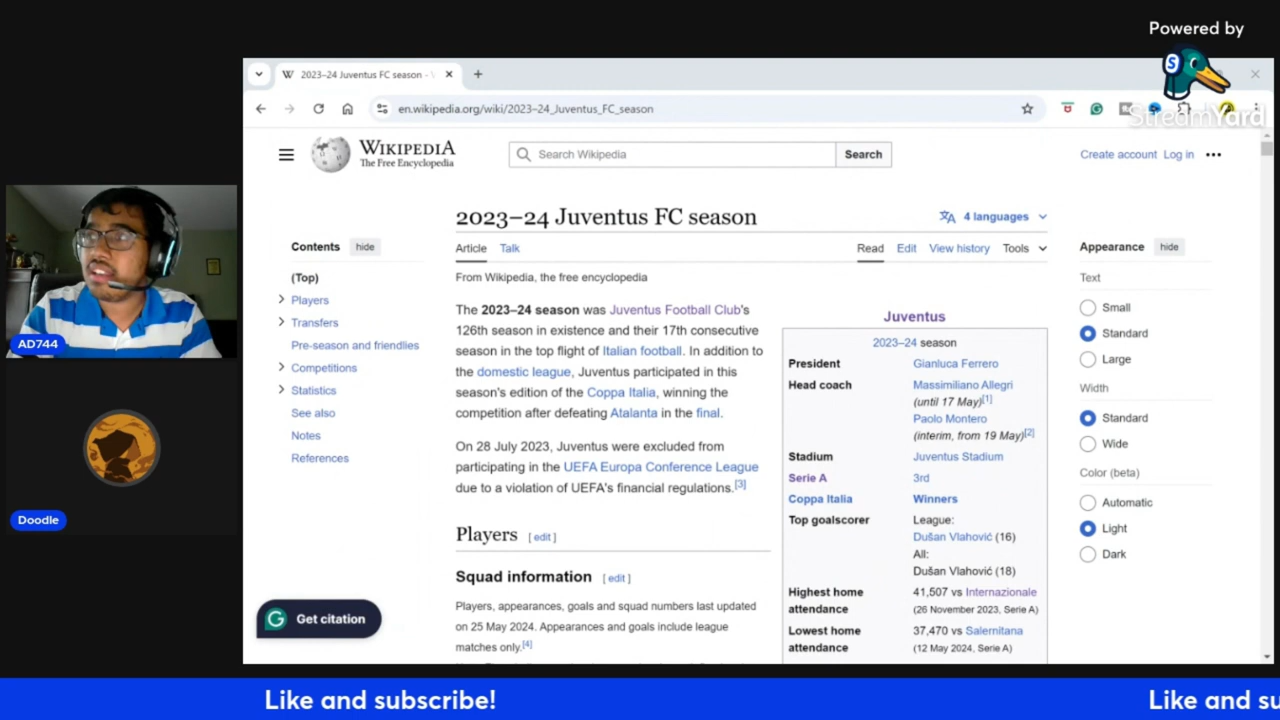 Powered by
StreamYard
2023–24 Juventus FC season -
en.wikipedia.org/wiki/2023–24_Juventus_FC_season
WIKIPEDIA
The Free Encyclopedia
Search Wikipedia
Search
Create account Log in
2023–24 Juventus FC season
4 languages
Contents hide
Article Talk
Read Edit View history Tools
Appearance hide
From Wikipedia, the free encyclopedia
(Top)
Players
Transfers
Pre-season and friendlies
Competitions
Statistics
See also
Notes
References
The 2023–24 season was Juventus Football Club's
126th season in existence and their 17th consecutive
season in the top flight of Italian football. In addition to
the domestic league, Juventus participated in this
season's edition of the Coppa Italia, winning the
competition after defeating Atalanta in the final.
On 28 July 2023, Juventus were excluded from
participating in the UEFA Europa Conference League
due to a violation of UEFA's financial regulations.[3]
Players [ edit ]
Squad information [ edit ]
Players, appearances, goals and squad numbers last updated
on 25 May 2024. Appearances and goals include league
matches only.[4]
Juventus
2023–24 season
President Gianluca Ferrero
Head coach Massimiliano Allegri
(until 17 May)[1]
Paolo Montero
(interim, from 19 May)[2]
Stadium Juventus Stadium
Serie A 3rd
Coppa Italia Winners
Top goalscorer League:
Dušan Vlahović (16)
All:
Dušan Vlahović (18)
Highest home 41,507 vs Internazionale
attendance (26 November 2023, Serie A)
Lowest home 37,470 vs Salernitana
attendance (12 May 2024, Serie A)
Text
Small
Standard
Large
Width
Standard
Wide
Color (beta)
Automatic
Light
Dark
Get citation
AD744
Doodle
Like and subscribe!
Like and su